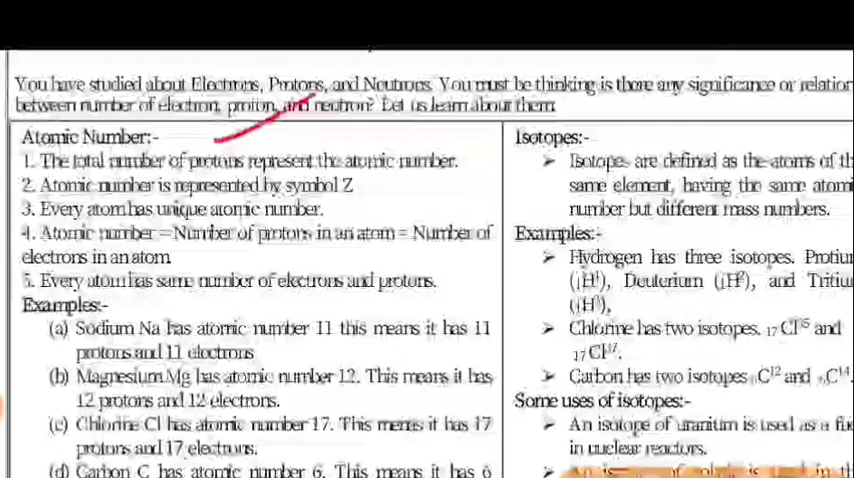 You have studied about Electrons, Protons, and Neutrons. You must be thinking is there any significance or relation
between number of electron, proton, and neutron? Let us learn about them
Atomic Number:-
1. The total number of protons represent the atomic number.
2. Atomic number is represented by symbol Z
3. Every atom has unique atomic number.
4. Atomic number = Number of protons in an atom = Number of
electrons in an atom.
5. Every atom has same number of electrons and protons.
Examples:-
(a) Sodium Na has atomic number 11 this means it has 11
protons and 11 electrons
(b) Magnesium Mg has atomic number 12. This means it has
12 protons and 12 electrons.
(c) Chlorine Cl has atomic number 17. This means it has 17
protons and 17 electrons.
(d) Carbon C has atomic number 6. This means it has 6
Isotopes:-
➤ Isotopes are defined as the atoms of th
same element, having the same atomi
number but different mass numbers.
Examples:-
➤ Hydrogen has three isotopes. Protiu
(₁H¹), Deuterium (₁H²), and Tritiu
➤ Chlorine has two isotopes. ₁₇Cl³⁵ and
₁₇Cl³⁷.
➤ Carbon has two isotopes C¹² and C¹⁴
Some uses of isotopes:-
➤ An isotope of uranium is used as a fue
in nuclear reactors.